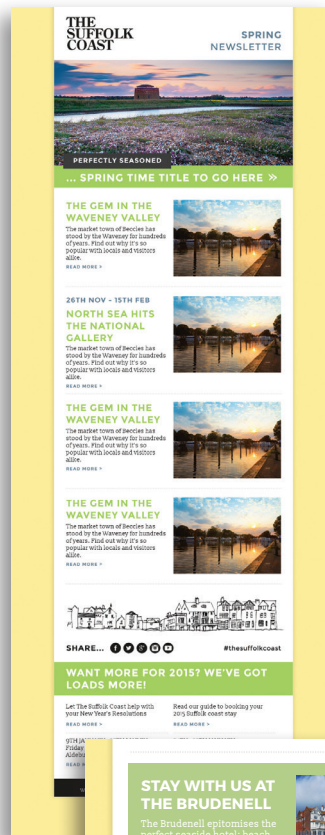 THE
SUFFOLK
COAST
SPRING
NEWSLETTER
PERFECTLY SEASONED
... SPRING TIME TITLE TO GO HERE »
THE GEM IN THE
WAVENEY VALLEY
The market town of Beccles has
stood by the Waveney for hundreds
of years. Find out why it's so
popular with locals and visitors
alike.
READ MORE >
26TH NOV - 15TH FEB
NORTH SEA HITS
THE NATIONAL
GALLERY
The market town of Beccles has
stood by the Waveney for hundreds
of years. Find out why it's so
popular with locals and visitors
alike.
READ MORE >
THE GEM IN THE
WAVENEY VALLEY
The market town of Beccles has
stood by the Waveney for hundreds
of years. Find out why it's so
popular with locals and visitors
alike.
READ MORE >
THE GEM IN THE
WAVENEY VALLEY
The market town of Beccles has
stood by the Waveney for hundreds
of years. Find out why it's so
popular with locals and visitors
alike.
READ MORE >
SHARE...
#thesuffolkcoast
WANT MORE FOR 2015? WE'VE GOT
LOADS MORE!
Let The Suffolk Coast help with
your New Year's Resolutions
READ MORE >
Read our guide to booking your
2015 Suffolk coast stay
READ MORE >
9TH
Friday
STAY WITH US AT
THE BRUDENELL
The Brudenell epitomises the
perfect seaside hotel: beach